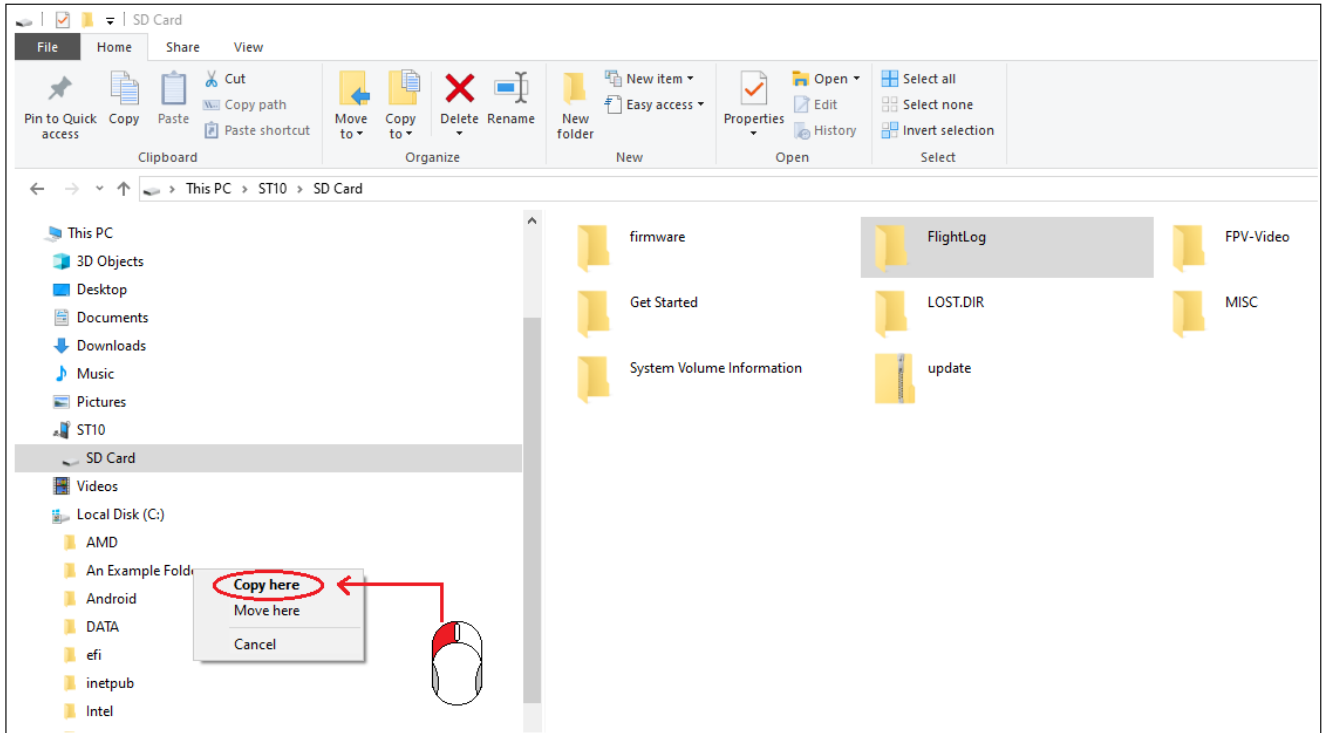 SD Card
File Home Share View
Pin to Quick access
Copy
Paste
Cut
Copy path
Paste shortcut
Clipboard
Move to
Copy to
Delete
Rename
Organize
New folder
New item
Easy access
New
Properties
Open
Edit
History
Open
Select all
Select none
Invert selection
Select
This PC > ST10 > SD Card
This PC
3D Objects
Desktop
Documents
Downloads
Music
Pictures
ST10
SD Card
Videos
Local Disk (C:)
AMD
An Example Folde
Android
DATA
efi
inetpub
Intel
Copy here
Move here
Cancel
firmware
FlightLog
FPV-Video
Get Started
LOST.DIR
MISC
System Volume Information
update